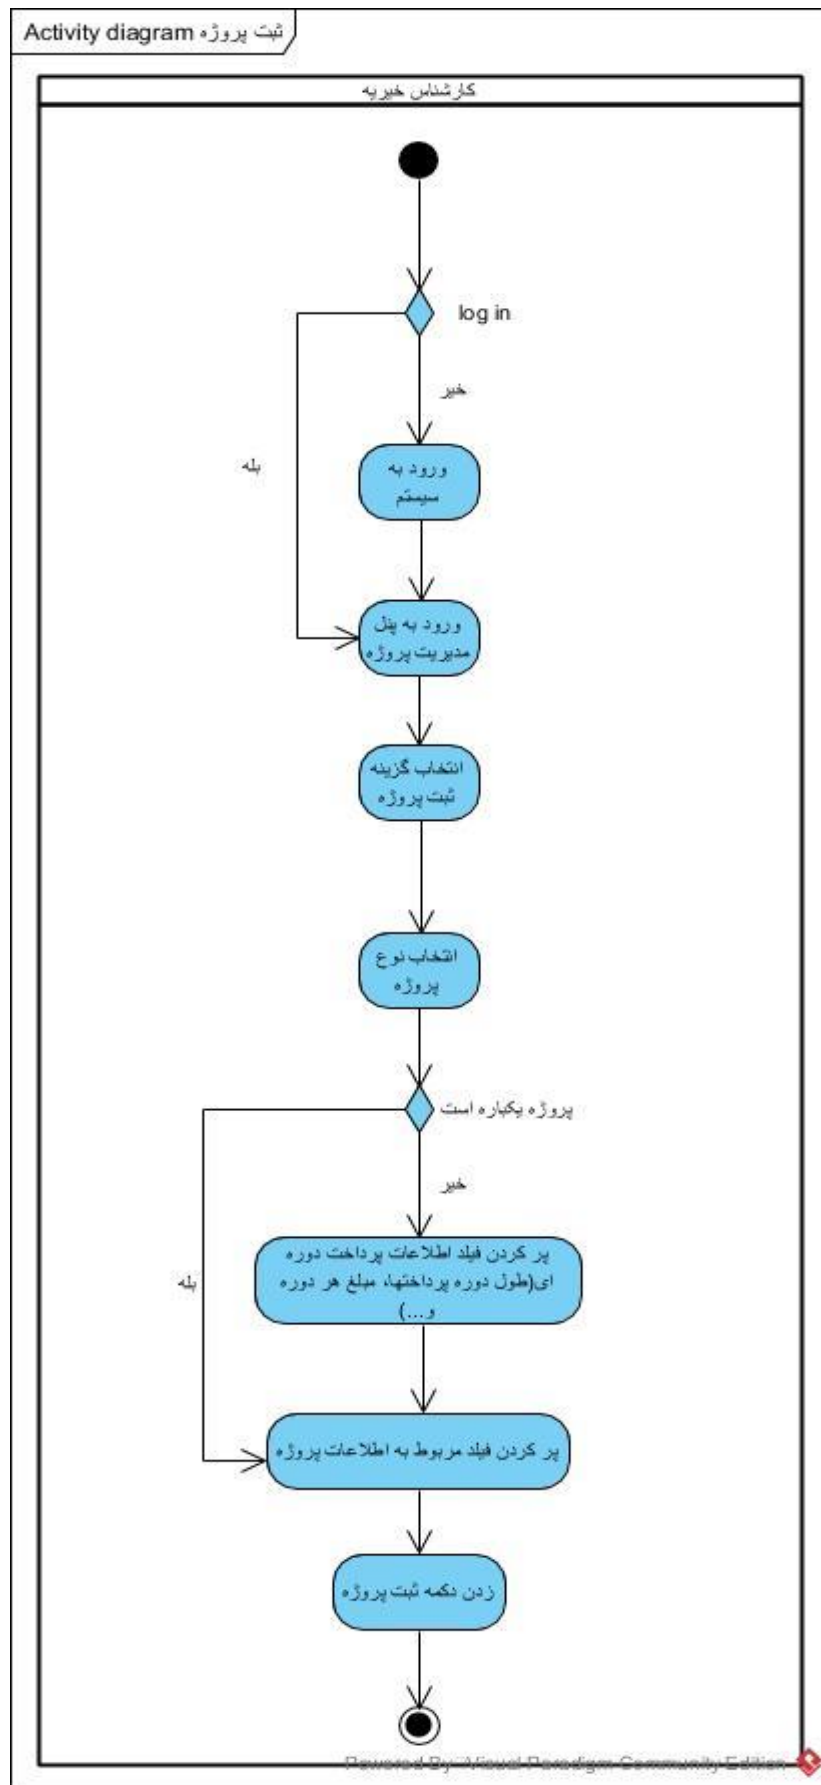 Activity diagram ثبت پروژه
کارشناس خیریه
log in
خیر
بله
ورود به
سیستم
ورود به پنل
مدیریت پروژه
انتخاب گزینه
ثبت پروژه
انتخاب نوع
پروژه
پروژه یکباره است
خیر
پر کردن فیلد اطلاعات پرداخت دوره
ای(طول دوره پرداختها، مبلغ هر دوره
و...)
بله
پر کردن فیلد مربوط به اطلاعات پروژه
زدن دکمه ثبت پروژه
Powered By Visual Paradigm Community Edition